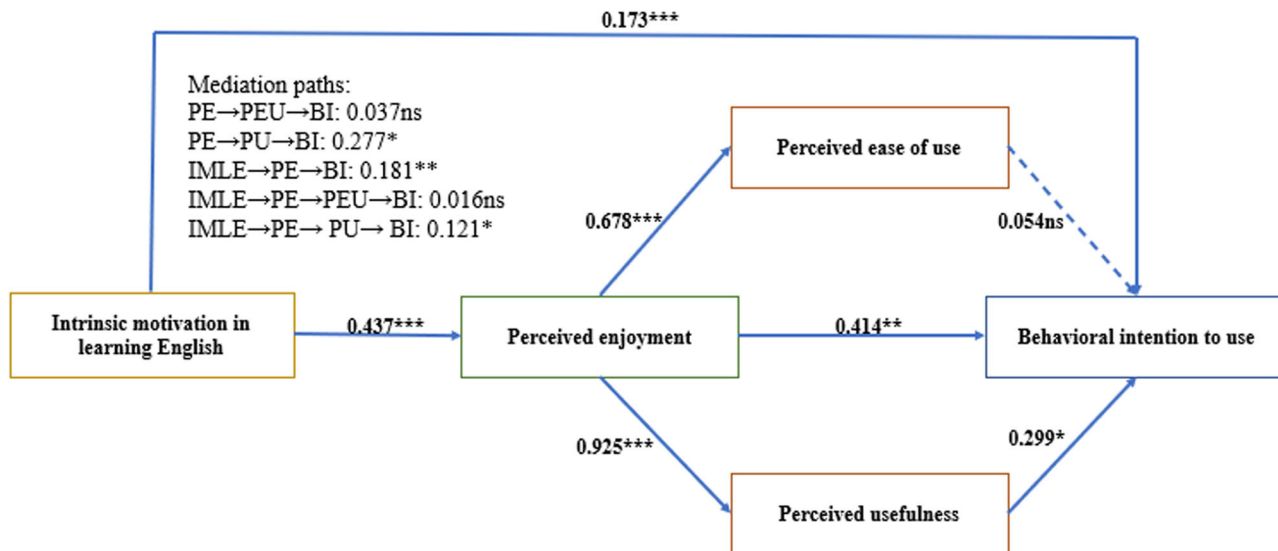 0.173***
Mediation paths:
PE→PEU→BI: 0.037ns
PE→PU→BI: 0.277*
IMLE→PE→BI: 0.181**
IMLE→PE→PEU→BI: 0.016ns
IMLE→PE→ PU→ BI: 0.121*
Perceived ease of use
0.678***
0.054ns
Intrinsic motivation in
learning English
0.437***
Perceived enjoyment
0.414**
Behavioral intention to use
0.925***
0.299*
Perceived usefulness